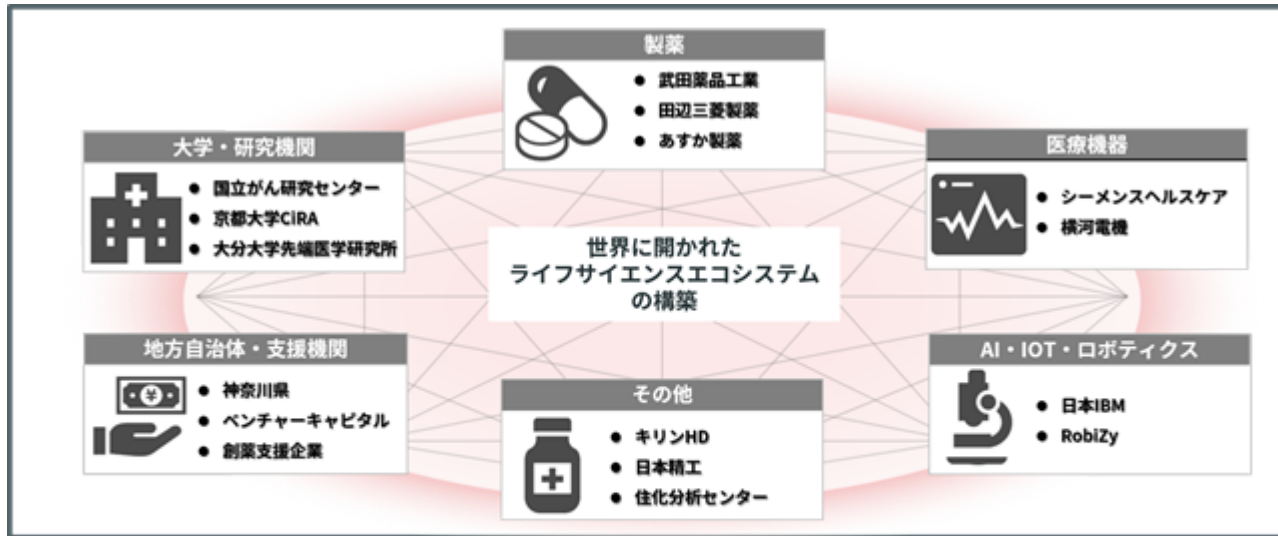 製薬
● 武田薬品工業
● 田辺三菱製薬
● あすか製薬
大学・研究機関
● 国立がん研究センター
● 京都大学CiRA
● 大分大学先端医学研究所
医療機器
● シーメンスヘルスケア
● 横河電機
世界に開かれた
ライフサイエンスエコシステム
の構築
地方自治体・支援機関
● 神奈川県
● ベンチャーキャピタル
● 創薬支援企業
その他
● キリンHD
● 日本精工
● 住化分析センター
AI・IOT・ロボティクス
● 日本IBM
● RobiZy